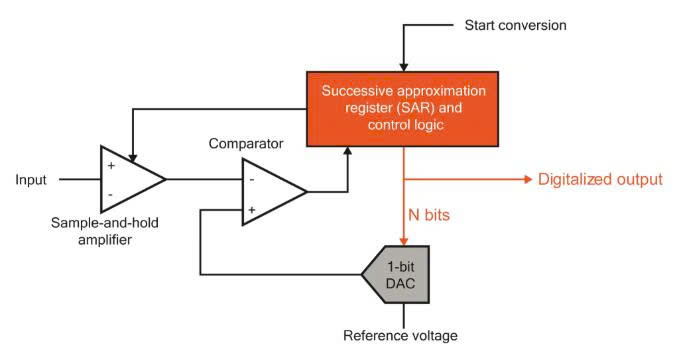 Start conversion
Successive approximation
register (SAR) and
control logic
Comparator
+
-
-
+
Input
Sample-and-hold
amplifier
Digitalized output
N bits
1-bit
DAC
Reference voltage